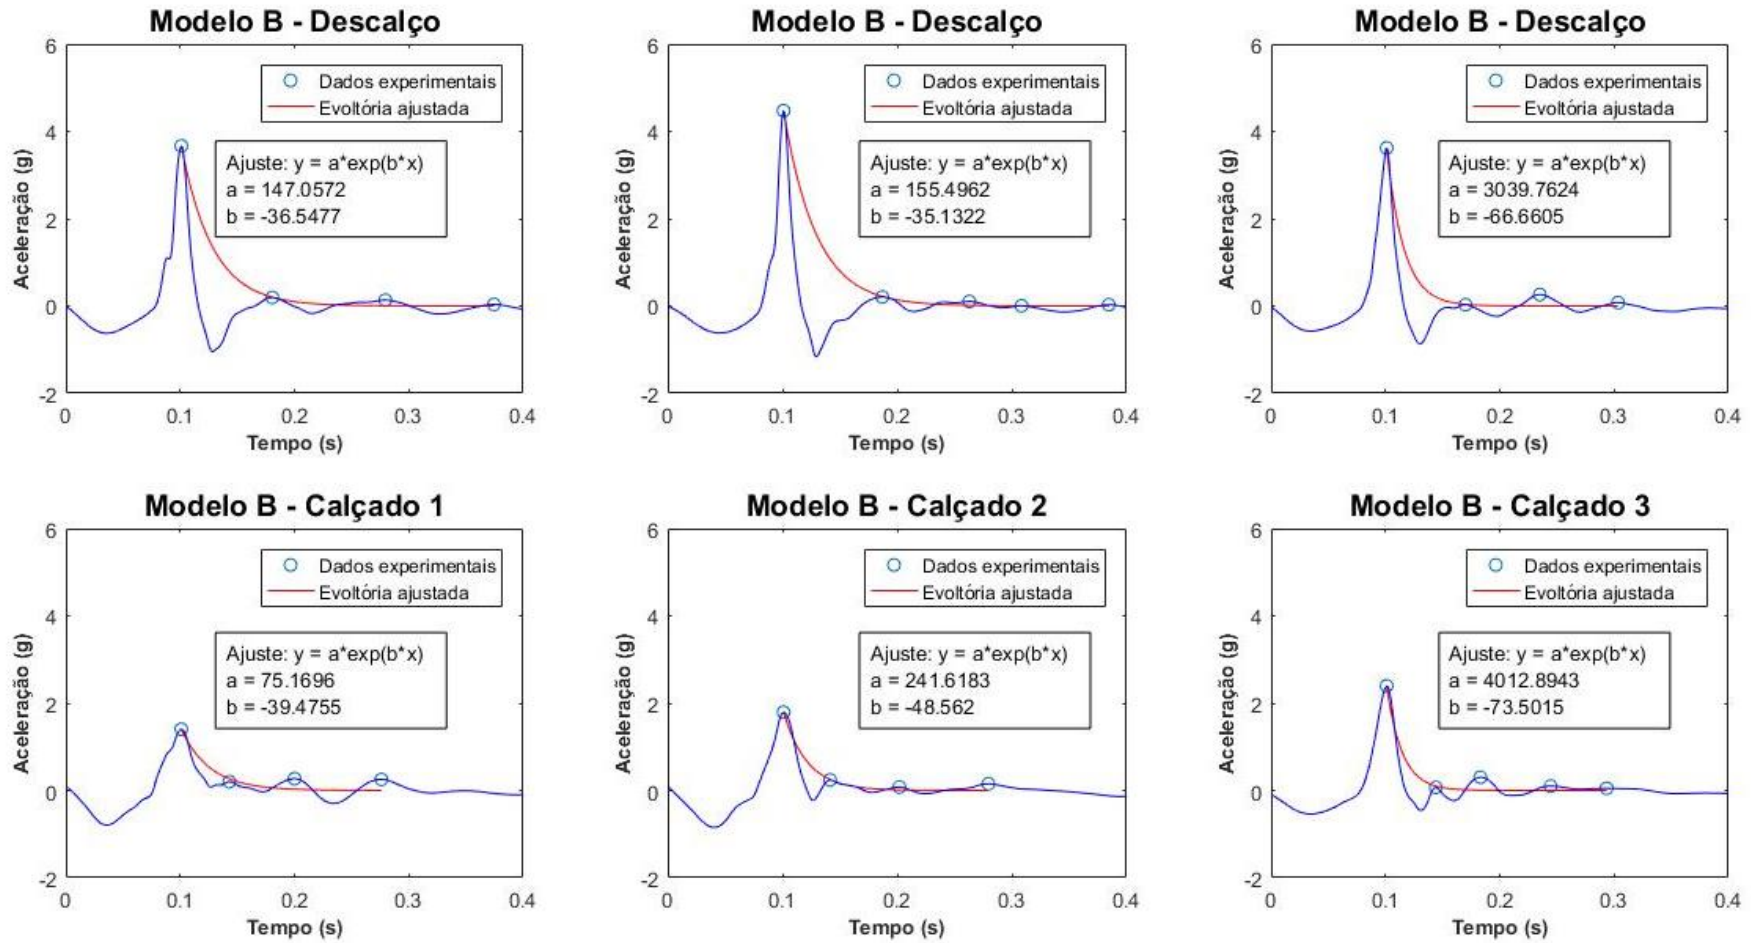 Modelo B - Descalço
Aceleração (g)
6
4
2
0
-2
Dados experimentais
Evoltória ajustada
Ajuste: y = a*exp(b*x)
a = 147.0572
b = -36.5477
0 0.1 0.2 0.3 0.4
Tempo (s)
Modelo B - Descalço
Aceleração (g)
6
4
2
0
-2
Dados experimentais
Evoltória ajustada
Ajuste: y = a*exp(b*x)
a = 155.4962
b = -35.1322
0 0.1 0.2 0.3 0.4
Tempo (s)
Modelo B - Descalço
Aceleração (g)
6
4
2
0
-2
Dados experimentais
Evoltória ajustada
Ajuste: y = a*exp(b*x)
a = 3039.7624
b = -66.6605
0 0.1 0.2 0.3 0.4
Tempo (s)
Modelo B - Calçado 1
Aceleração (g)
6
4
2
0
-2
Dados experimentais
Evoltória ajustada
Ajuste: y = a*exp(b*x)
a = 75.1696
b = -39.4755
0 0.1 0.2 0.3 0.4
Tempo (s)
Modelo B - Calçado 2
Aceleração (g)
6
4
2
0
-2
Dados experimentais
Evoltória ajustada
Ajuste: y = a*exp(b*x)
a = 241.6183
b = -48.562
0 0.1 0.2 0.3 0.4
Tempo (s)
Modelo B - Calçado 3
Aceleração (g)
6
4
2
0
-2
Dados experimentais
Evoltória ajustada
Ajuste: y = a*exp(b*x)
a = 4012.8943
b = -73.5015
0 0.1 0.2 0.3 0.4
Tempo (s)